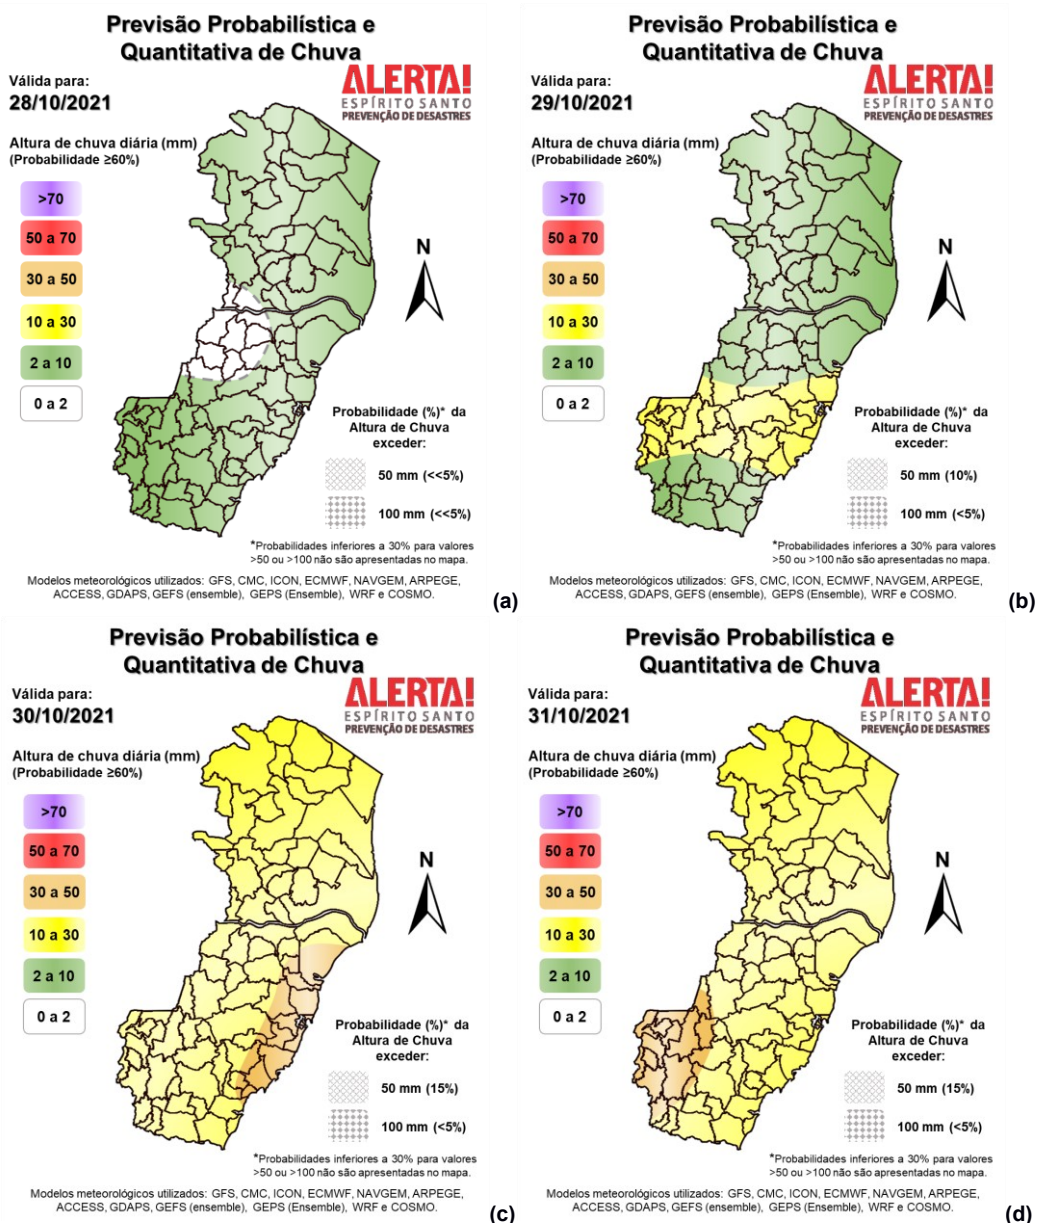 Previsão Probabilística e
Quantitativa de Chuva
Válida para:
28/10/2021
ALERTA!
ESPÍRITO SANTO
PREVENÇÃO DE DESASTRES
Altura de chuva diária (mm)
(Probabilidade ≥60%)
>70
50 a 70
30 a 50
10 a 30
2 a 10
0 a 2
N
Probabilidade (%)* da
Altura de Chuva
exceder:
50 mm (<<5%)
100 mm (<<5%)
*Probabilidades inferiores a 30% para valores
>50 ou >100 não são apresentadas no mapa.
Modelos meteorológicos utilizados: GFS, CMC, ICON, ECMWF, NAVGEM, ARPEGE,
ACCESS, GDAPS, GEFS (ensemble), GEPS (Ensemble), WRF e COSMO.
(a)
Previsão Probabilística e
Quantitativa de Chuva
Válida para:
29/10/2021
ALERTA!
ESPÍRITO SANTO
PREVENÇÃO DE DESASTRES
Altura de chuva diária (mm)
(Probabilidade ≥60%)
>70
50 a 70
30 a 50
10 a 30
2 a 10
0 a 2
N
Probabilidade (%)* da
Altura de Chuva
exceder:
50 mm (10%)
100 mm (<5%)
*Probabilidades inferiores a 30% para valores
>50 ou >100 não são apresentadas no mapa.
Modelos meteorológicos utilizados: GFS, CMC, ICON, ECMWF, NAVGEM, ARPEGE,
ACCESS, GDAPS, GEFS (ensemble), GEPS (Ensemble), WRF e COSMO.
(b)
Previsão Probabilística e
Quantitativa de Chuva
Válida para:
30/10/2021
ALERTA!
ESPÍRITO SANTO
PREVENÇÃO DE DESASTRES
Altura de chuva diária (mm)
(Probabilidade ≥60%)
>70
50 a 70
30 a 50
10 a 30
2 a 10
0 a 2
N
Probabilidade (%)* da
Altura de Chuva
exceder:
50 mm (15%)
100 mm (<5%)
*Probabilidades inferiores a 30% para valores
>50 ou >100 não são apresentadas no mapa.
Modelos meteorológicos utilizados: GFS, CMC, ICON, ECMWF, NAVGEM, ARPEGE,
ACCESS, GDAPS, GEFS (ensemble), GEPS (Ensemble), WRF e COSMO.
(c)
Previsão Probabilística e
Quantitativa de Chuva
Válida para:
31/10/2021
ALERTA!
ESPÍRITO SANTO
PREVENÇÃO DE DESASTRES
Altura de chuva diária (mm)
(Probabilidade ≥60%)
>70
50 a 70
30 a 50
10 a 30
2 a 10
0 a 2
N
Probabilidade (%)* da
Altura de Chuva
exceder:
50 mm (15%)
100 mm (<5%)
*Probabilidades inferiores a 30% para valores
>50 ou >100 não são apresentadas no mapa.
Modelos meteorológicos utilizados: GFS, CMC, ICON, ECMWF, NAVGEM, ARPEGE,
ACCESS, GDAPS, GEFS (ensemble), GEPS (Ensemble), WRF e COSMO.
(d)